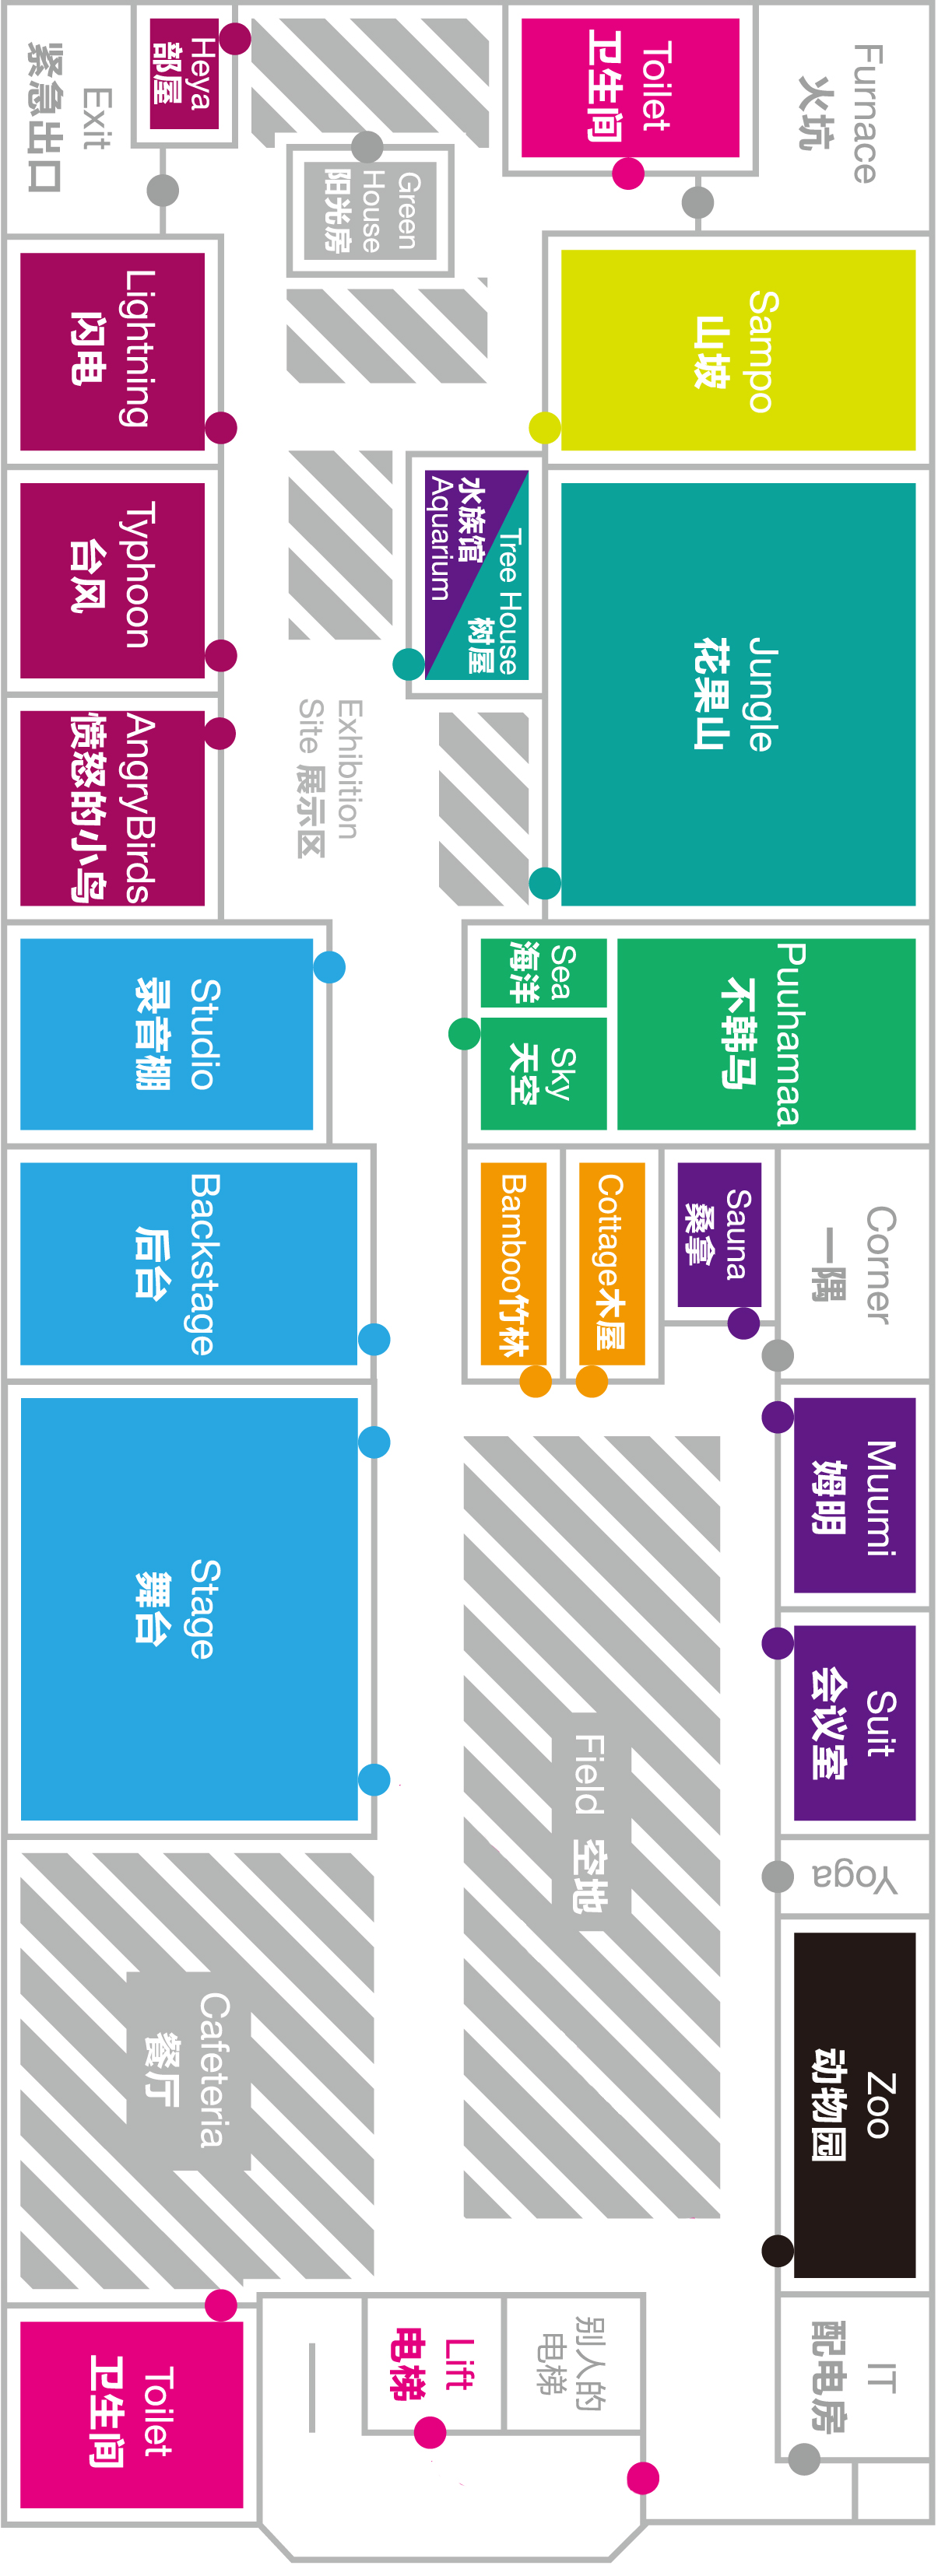 Furnace
火坑
Toilet
卫生间
Heya
部屋
Exit
紧急出口
Green
House
阳光房
Sampo
山坡
Lightning
闪电
Jungle
花果山
Tree House
树屋
水族馆
Aquarium
Typhoon
台风
Exhibition
Site 展示区
AngryBirds
愤怒的小鸟
Puuhamaa
不韩马
Sea
海洋
Sky
天空
Studio
录音棚
Corner
一隅
Sauna
桑拿
Cottage木屋
Bamboo竹林
Backstage
后台
Muumi
姆明
Stage
舞台
Suit
会议室
Field 空地
Yoga
Zoo
动物园
Cafeteria
餐厅
IT
配电房
别人的
电梯
Lift
电梯
Toilet
卫生间